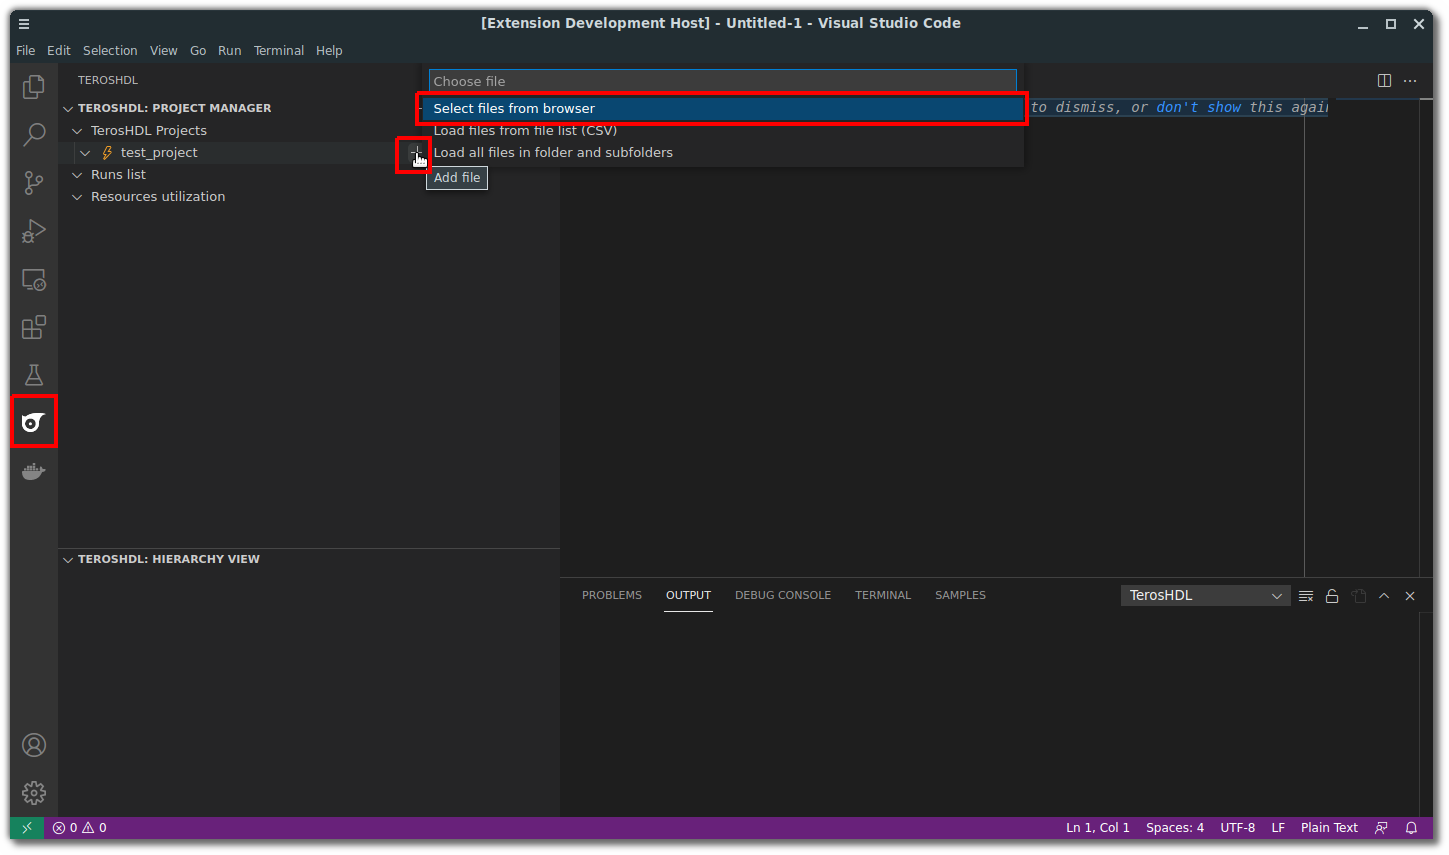 [Extension Development Host] - Untitled-1 - Visual Studio Code
File Edit Selection View Go Run Terminal Help
TEROSHDL
Choose file
TEROSHDL: PROJECT MANAGER
Select files from browser
to dismiss, or don't show this again
TerosHDL Projects
Load files from file list (CSV)
test_project
Load all files in folder and subfolders
Runs list
Add file
Resources utilization
TEROSHDL: HIERARCHY VIEW
PROBLEMS OUTPUT DEBUG CONSOLE TERMINAL SAMPLES TerosHDL
0 0 Ln 1, Col 1 Spaces: 4 UTF-8 LF Plain Text